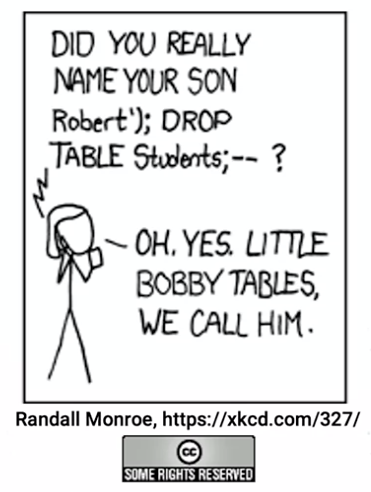 DID YOU REALLY
NAME YOUR SON
Robert'); DROP
TABLE Students;-- ?
OH. YES. LITTLE
BOBBY TABLES,
WE CALL HIM.
Randall Monroe, https://xkcd.com/327/
cc
SOME RIGHTS RESERVED